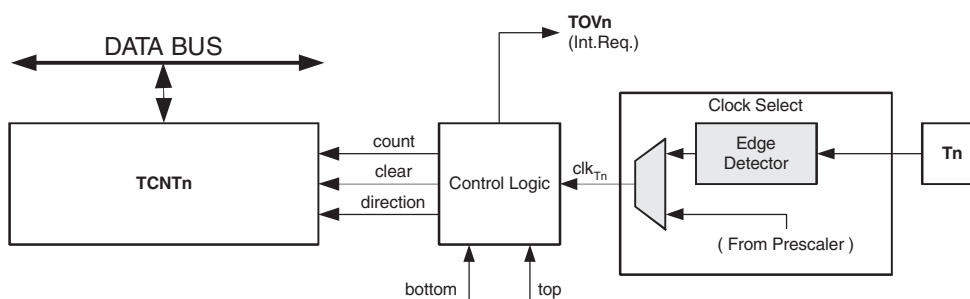 TOVn
(Int.Req.)
DATA BUS
Clock Select
TCNTn
count
clear
direction
Control Logic
clkTn
Edge
Detector
Tn
( From Prescaler )
bottom
top